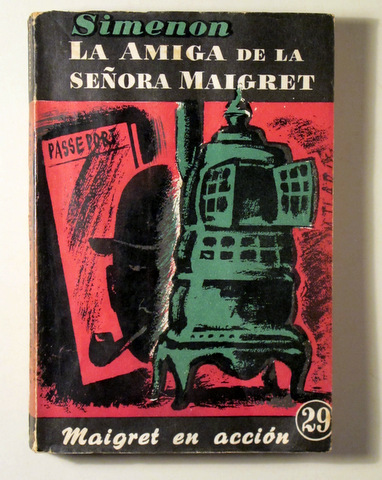 Simenon
LA AMIGA DE LA
SEÑORA MAIGRET
PASSEPORT
Maigret en acción
29